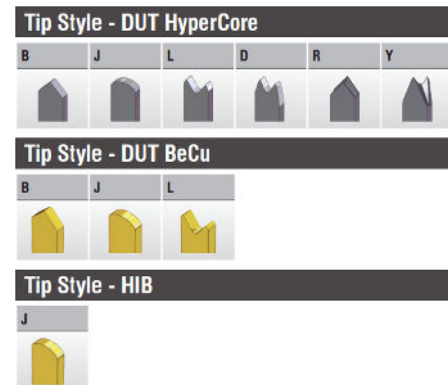 Tip Style - DUT HyperCore
B J L D R Y
Tip Style - DUT BeCu
B J L
Tip Style - HIB
J